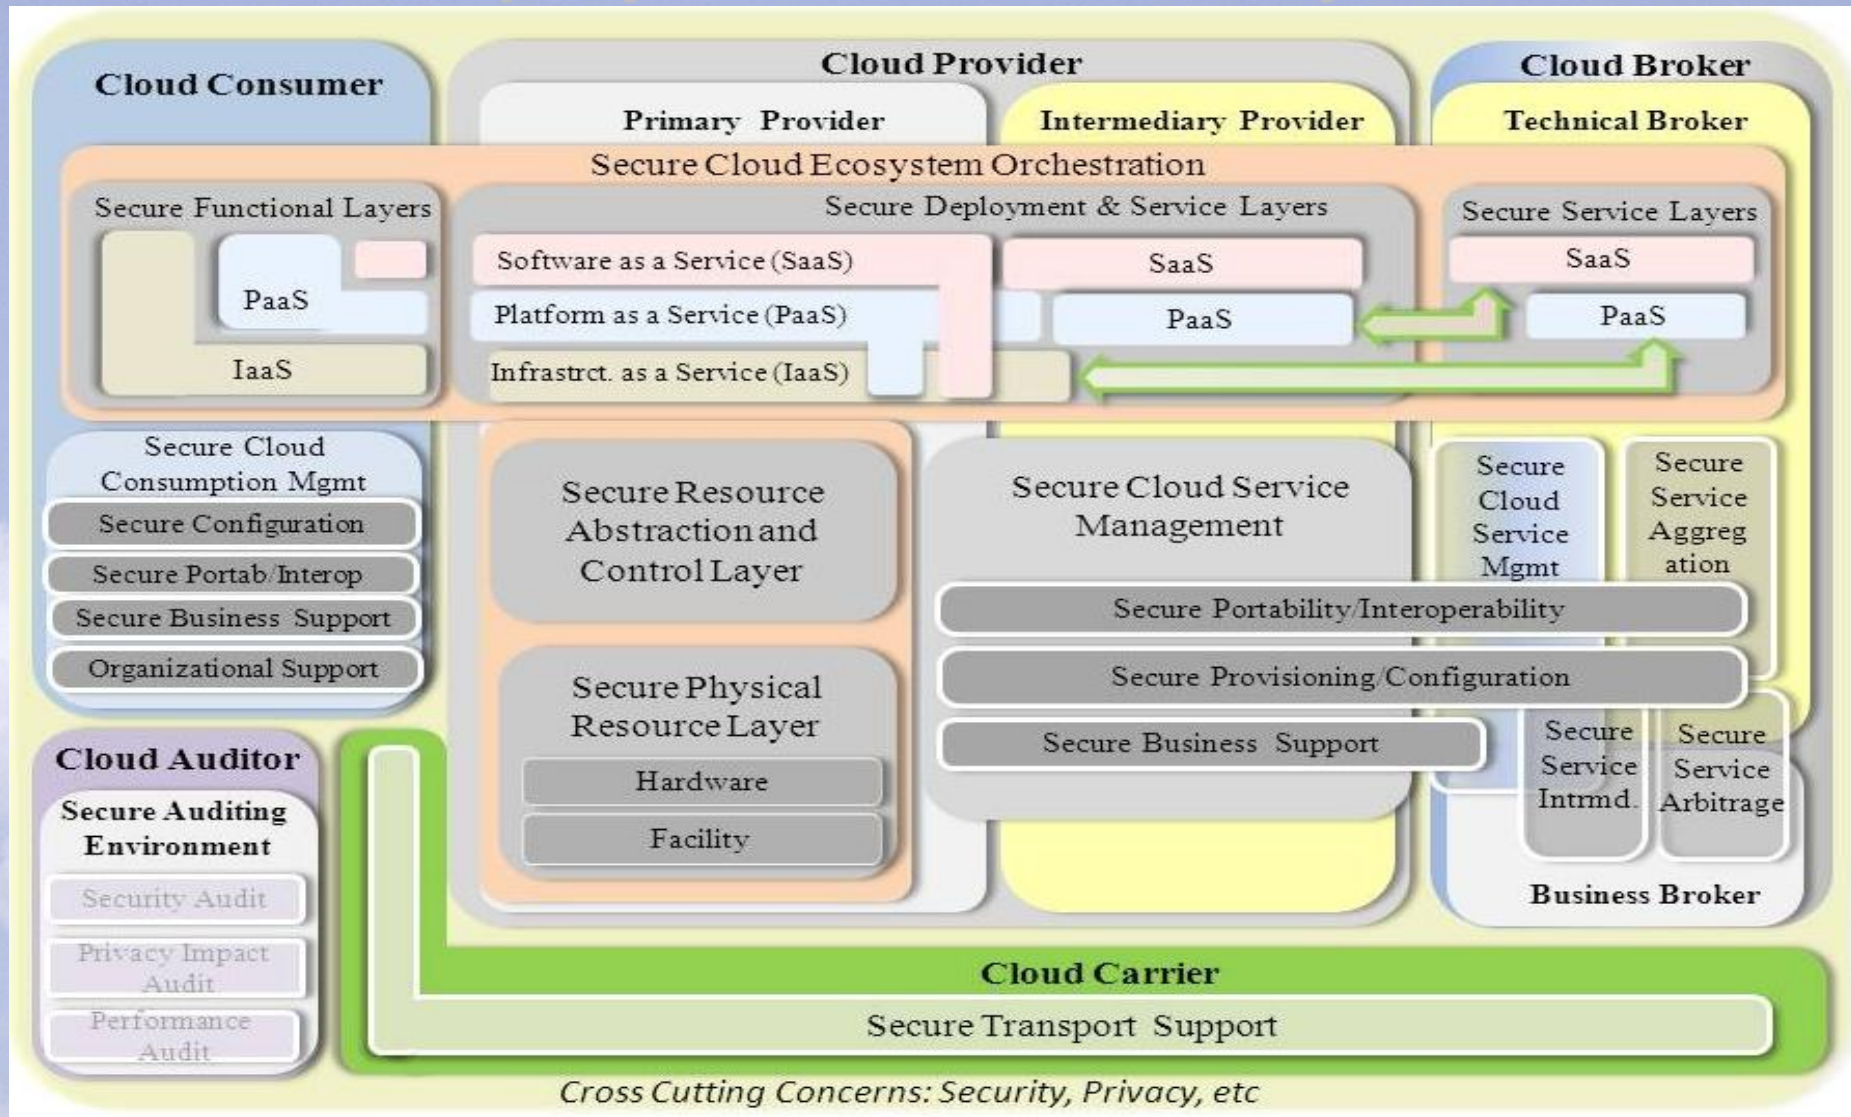 Cloud Consumer
Secure Functional Layers
PaaS
IaaS
Secure Cloud
Consumption Mgmt
Secure Configuration
Secure Portab/Interop
Secure Business Support
Organizational Support
Cloud Provider
Primary Provider
Intermediary Provider
Secure Cloud Ecosystem Orchestration
Secure Deployment & Service Layers
Software as a Service (SaaS)
SaaS
Platform as a Service (PaaS)
PaaS
Infrastrct. as a Service (IaaS)
Secure Resource
Abstraction and
Control Layer
Secure Physical
Resource Layer
Hardware
Facility
Secure Cloud Service
Management
Secure Portability/Interoperability
Secure Provisioning/Configuration
Secure Business Support
Cloud Broker
Technical Broker
Secure Service Layers
SaaS
PaaS
Secure
Cloud
Service
Mgmt
Secure
Service
Aggreg
ation
Secure
Service
Intrmd.
Secure
Service
Arbitrage
Business Broker
Cloud Auditor
Secure Auditing
Environment
Security Audit
Privacy Impact
Audit
Performance
Audit
Cloud Carrier
Secure Transport Support
Cross Cutting Concerns: Security, Privacy, etc